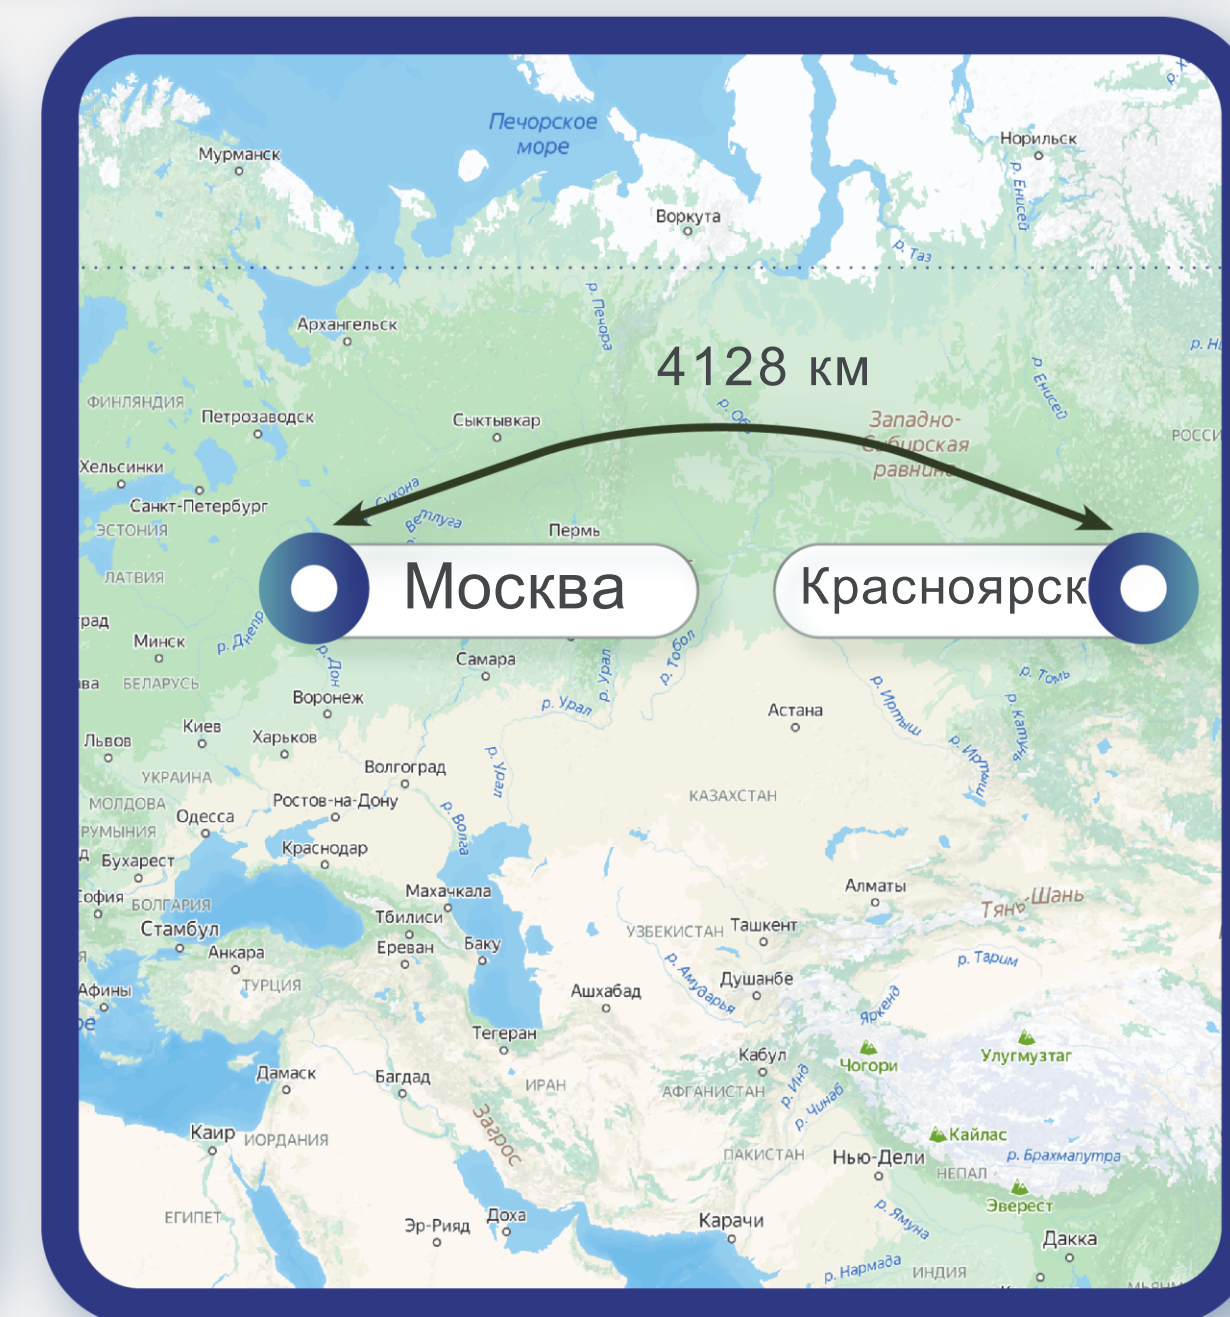 Печорское
море
Мурманск
Норильск
р. Енисей
Воркута
р. Таз
р. Печора
Архангельск
4128 км
р. Енисей
ФИНЛЯНДИЯ
Петрозаводск
Сыктывкар
р. Обь
Западно-
Сибирская
равнина
Хельсинки
Санкт-Петербург
Сухона
р. Ветлуга
ЭСТОНИЯ
Пермь
ЛАТВИЯ
Москва
Красноярск
р. Днепр
Минск
р. Дон
Самара
р. Урал
р. Тобол
р. Томь
БЕЛАРУСЬ
Воронеж
р. Урал
Астана
р. Иртыш
р. Катунь
Киев
Харьков
Львов
р. Урал
р. Иртыш
УКРАИНА
Волгоград
КАЗАХСТАН
МОЛДОВА
Ростов-на-Дону
Одесса
р. Волга
РУМЫНИЯ
Краснодар
Бухарест
Махачкала
Алматы
Тянь-Шань
София
БОЛГАРИЯ
Тбилиси
Стамбул
УЗБЕКИСТАН
Ташкент
Анкара
Ереван
Баку
р. Тарим
ТУРЦИЯ
Афины
Ашхабад
р. Амударья
Душанбе
Яркенд
Тегеран
Кабул
Чогори
Улугмузтаг
Дамаск
Багдад
ИРАН
АФГАНИСТАН
р. Инд
р. Чинаб
Загрос
Каир
ИОРДАНИЯ
Кайлас
ПАКИСТАН
Нью-Дели
р. Брахмапутра
НЕПАЛ
Эверест
ЕГИПЕТ
Эр-Рияд
Доха
Карачи
р. Ямуна
Дакка
р. Нармада
ИНДИЯ